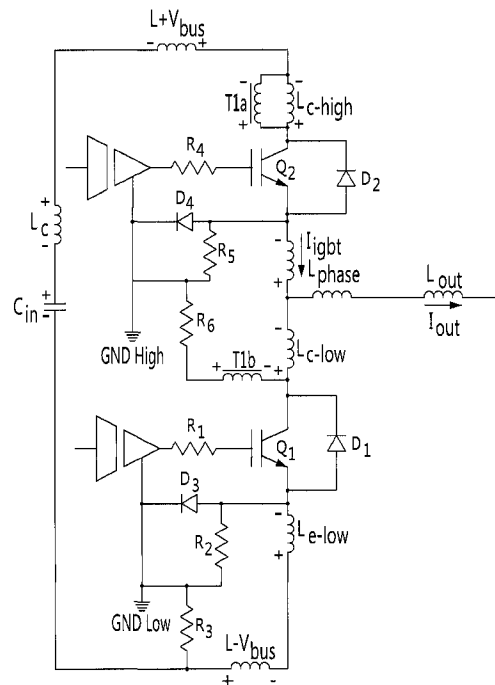 L+Vbus
- +
- -
T1a Lc-high
+ +
R4
Q2
D2
+
Lc
-
D4
R5
-
Iigbt
Lphase
+
Lout
Iout
+
Cin
-
R6
GND High
-
Lc-low
+
+ T1b -
R1
Q1
D1
D3
R2
-
Le-low
+
GND Low
R3
L-Vbus
+ -